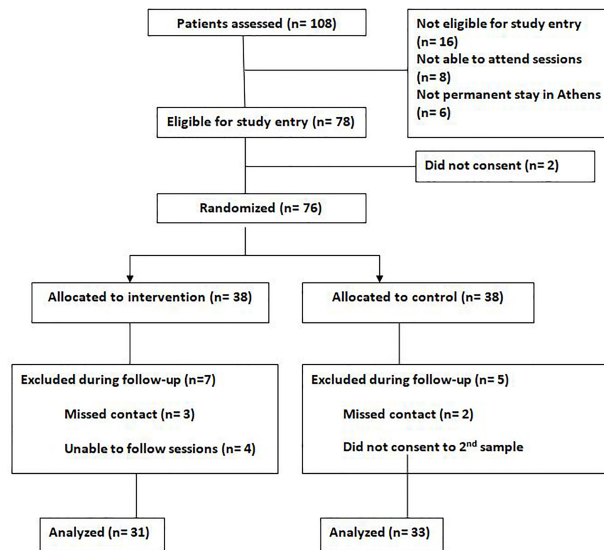 Patients assessed (n= 108)
Not eligible for study entry
(n= 16)
Not able to attend sessions
(n= 8)
Not permanent stay in Athens
(n= 6)
Eligible for study entry (n= 78)
Did not consent (n= 2)
Randomized (n= 76)
Allocated to intervention (n= 38)
Allocated to control (n= 38)
Excluded during follow-up (n=7)
Missed contact (n= 3)
Unable to follow sessions (n= 4)
Excluded during follow-up (n= 5)
Missed contact (n= 2)
Did not consent to 2nd sample
Analyzed (n= 31)
Analyzed (n= 33)